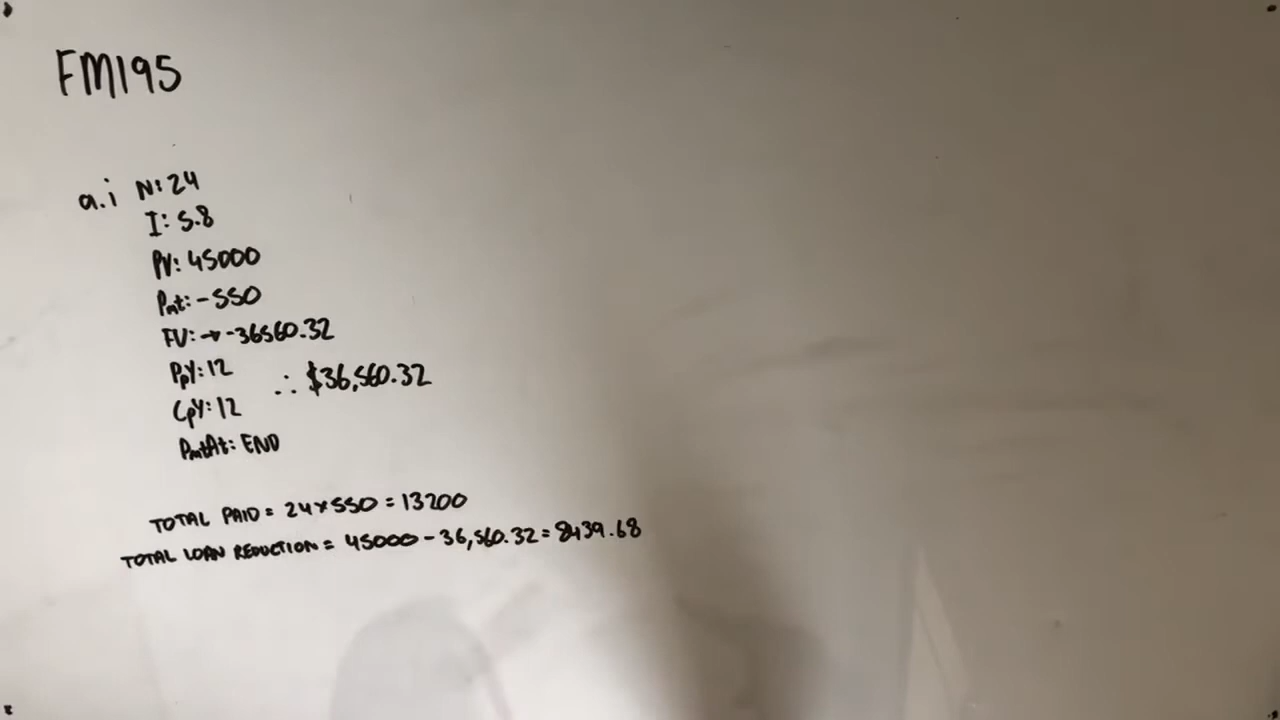 FM195
a.i N: 24
I: 5.8
PV: 45000
Pmt: -550
FV: → -36560.32
PpY: 12
∴ $36,560.32
CpY: 12
PmtAt: END
TOTAL PAID = 24×550 = 13200
TOTAL LOAN REDUCTION = 45000 - 36,560.32 = 8439.68